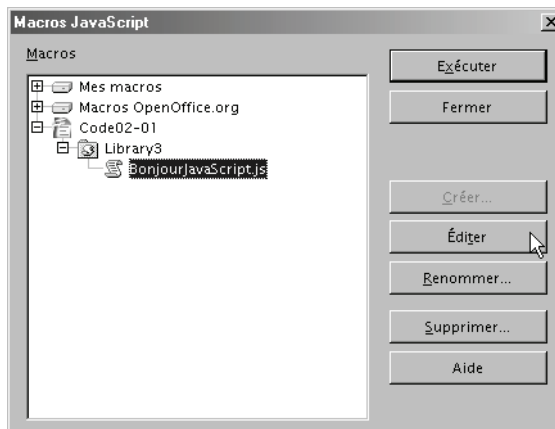 Macros JavaScript
Macros
Mes macros
Macros OpenOffice.org
Code02-01
Library3
BonjourJavaScript.js
Exécuter
Fermer
Créer...
Éditer
Renommer...
Supprimer...
Aide